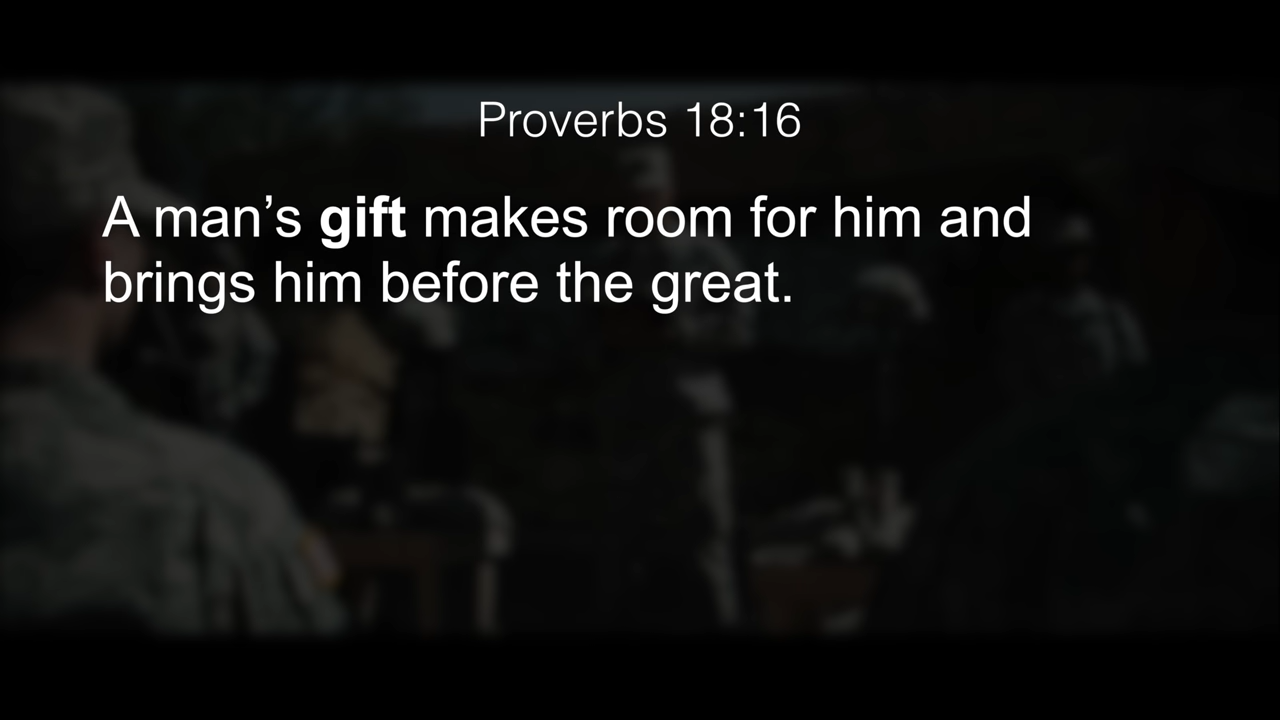 Proverbs 18:16
A man’s gift makes room for him and
brings him before the great.